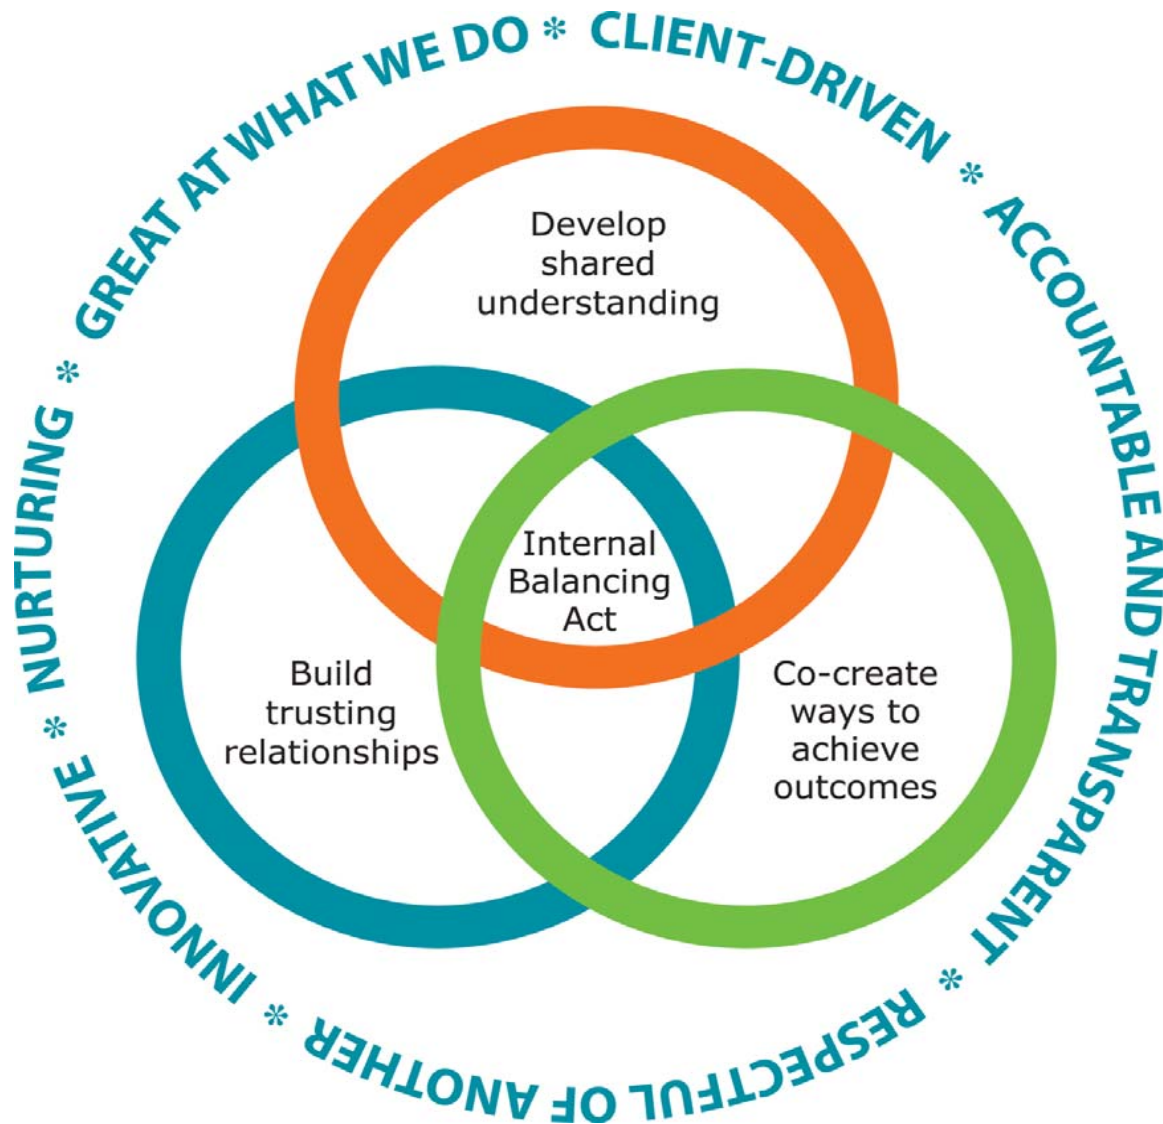 GREAT AT WHAT WE DO * CLIENT-DRIVEN * ACCOUNTABLE AND TRANSPARENT * RESPECTFUL OF ANOTHER * INNOVATIVE * NURTURING *
Develop
shared
understanding
Internal
Balancing
Act
Build
trusting
relationships
Co-create
ways to
achieve
outcomes